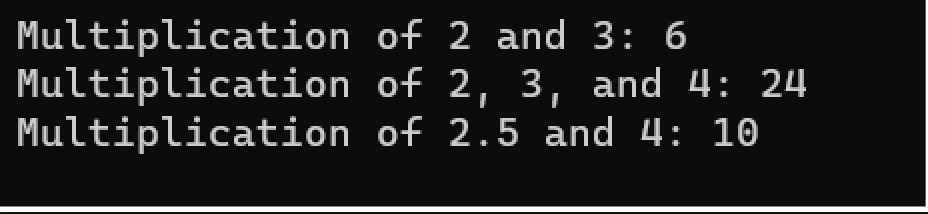 Multiplication of 2 and 3: 6
Multiplication of 2, 3, and 4: 24
Multiplication of 2.5 and 4: 10